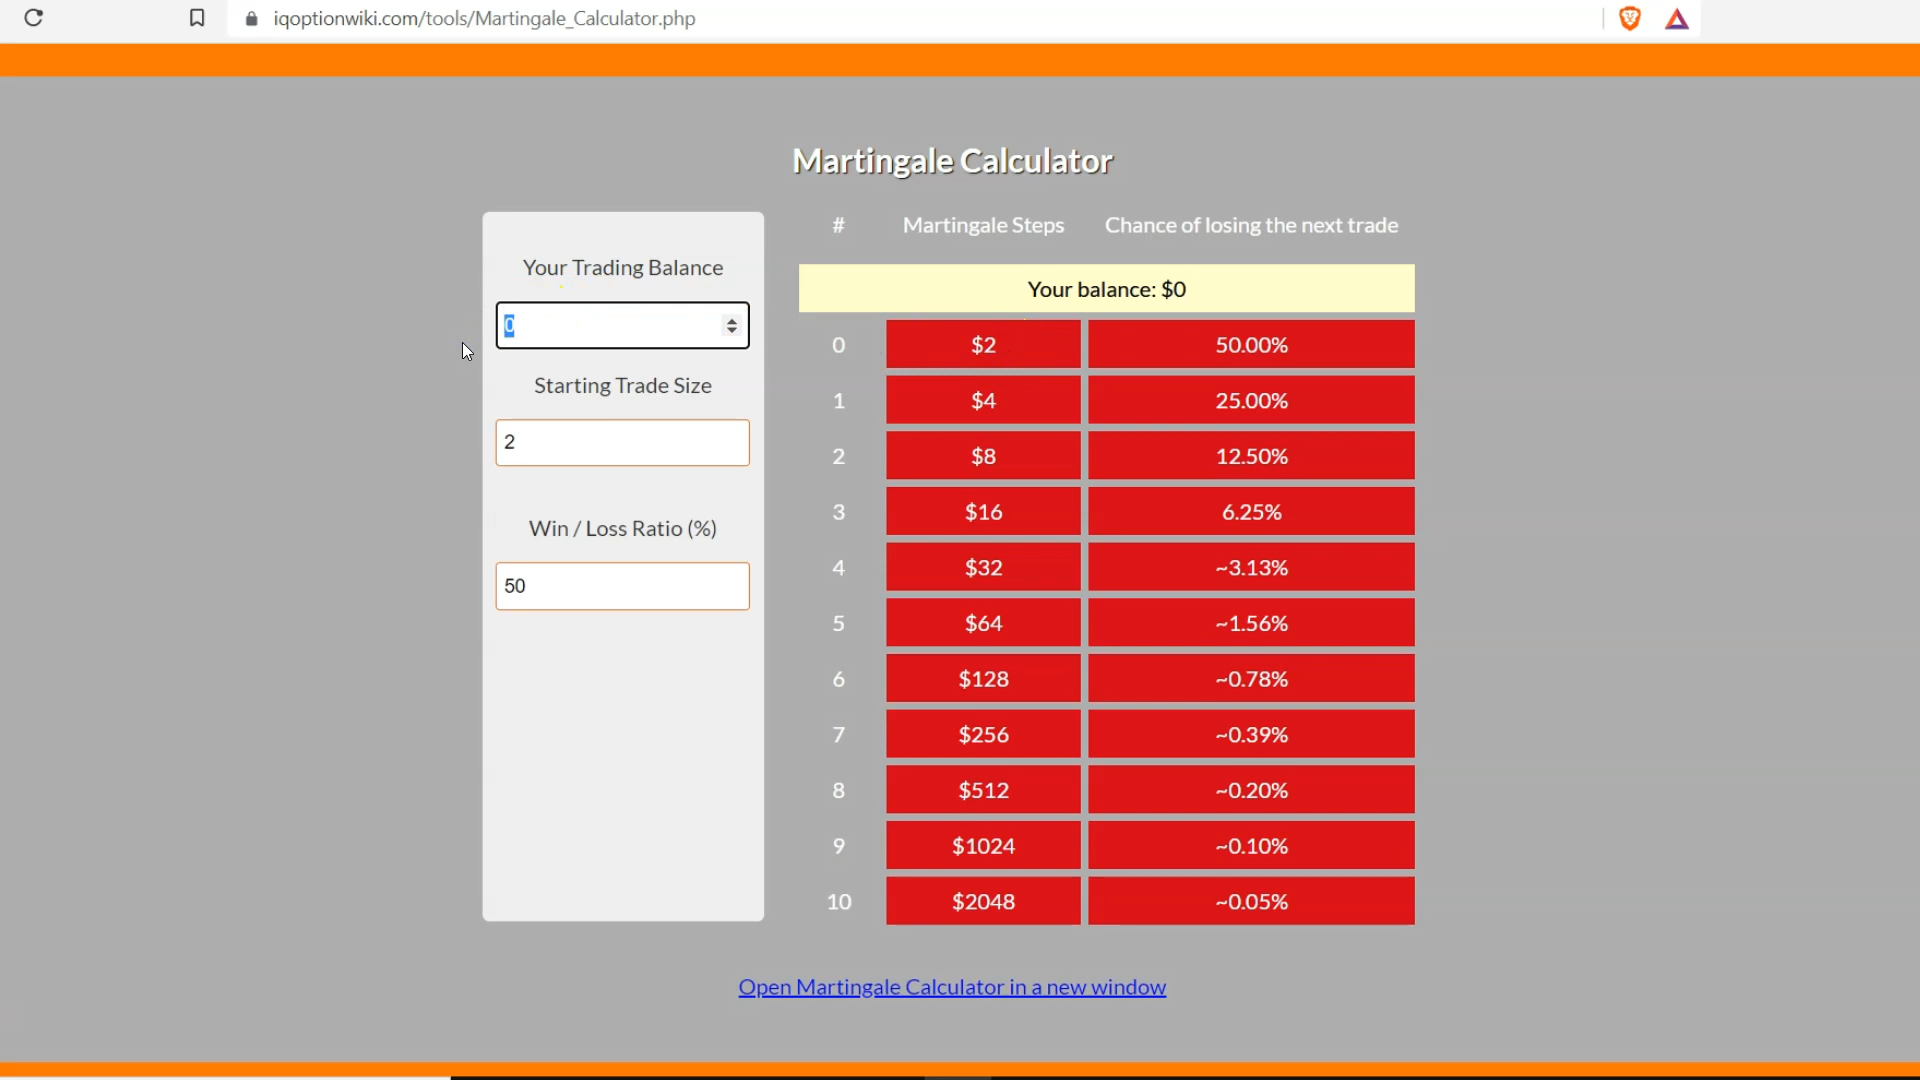 iqoptionwiki.com/tools/Martingale_Calculator.php
Martingale Calculator
Your Trading Balance
0
Starting Trade Size
2
Win / Loss Ratio (%)
50
# Martingale Steps Chance of losing the next trade
Your balance: $0
0 $2 50.00%
1 $4 25.00%
2 $8 12.50%
3 $16 6.25%
4 $32 ~3.13%
5 $64 ~1.56%
6 $128 ~0.78%
7 $256 ~0.39%
8 $512 ~0.20%
9 $1024 ~0.10%
10 $2048 ~0.05%
Open Martingale Calculator in a new window